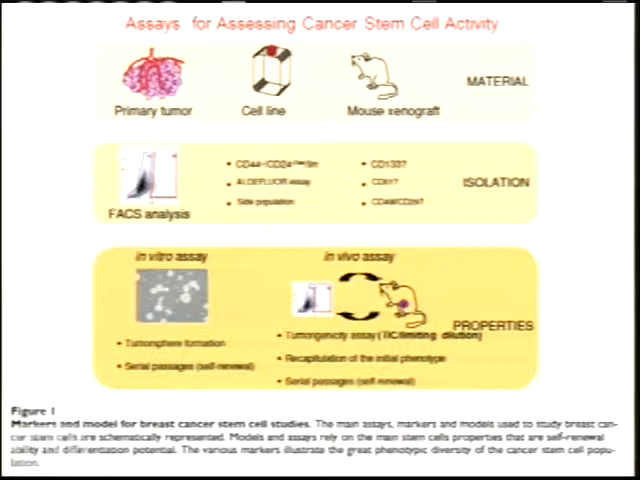 Assays for Assessing Cancer Stem Cell Activity
Primary tumor
Cell line
Mouse xenograft
MATERIAL
FACS analysis
• ALDEFLUOR assay
• Side population
• CD133?
ISOLATION
in vitro assay
in vivo assay
• Tumorsphere formation
• Serial passages (self-renewal)
• Tumorigenicity assay (TIC/limiting dilution)
• Recapitulation of the initial phenotype
• Serial passages (self-renewal)
PROPERTIES
Figure 1
Markers and model for breast cancer stem cell studies. The main assays, markers and models used to study breast can-
cer stem cells are schematically represented. Models and assays rely on the main stem cells properties that are self-renewal
ability and differentiation potential. The various markers illustrate the great phenotypic diversity of the cancer stem cell popu-
lation.